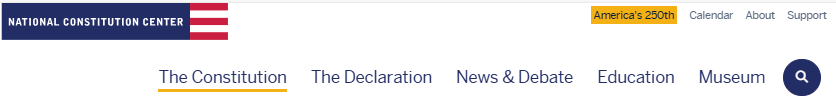 NATIONAL CONSTITUTION CENTER
America's 250th Calendar About Support
The Constitution The Declaration News & Debate Education Museum